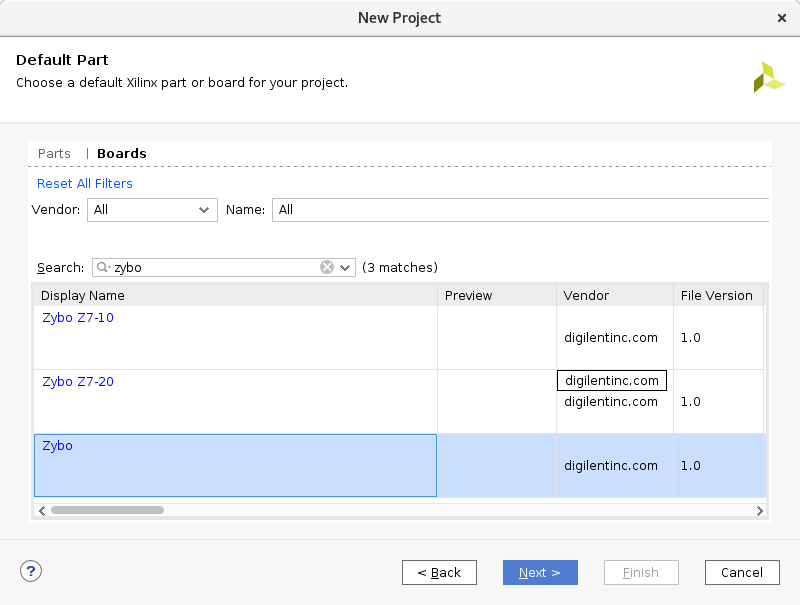 New Project
Default Part
Choose a default Xilinx part or board for your project.
Parts | Boards
Reset All Filters
Vendor: All Name: All
Search: zybo (3 matches)
Display Name Preview Vendor File Version
Zybo Z7-10
digilentinc.com 1.0
Zybo Z7-20
digilentinc.com
digilentinc.com 1.0
Zybo
digilentinc.com 1.0
? < Back Next > Finish Cancel